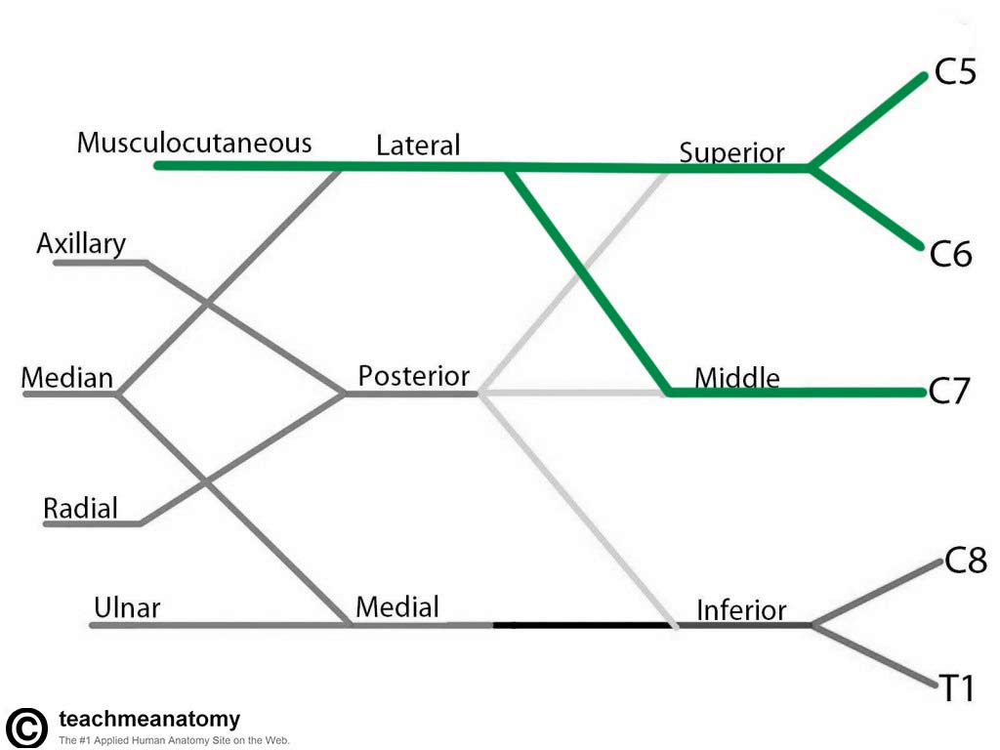 C5
Musculocutaneous
Lateral
Superior
Axillary
C6
Median
Posterior
Middle
C7
Radial
C8
Ulnar
Medial
Inferior
T1
© teachmeanatomy
The #1 Applied Human Anatomy Site on the Web.